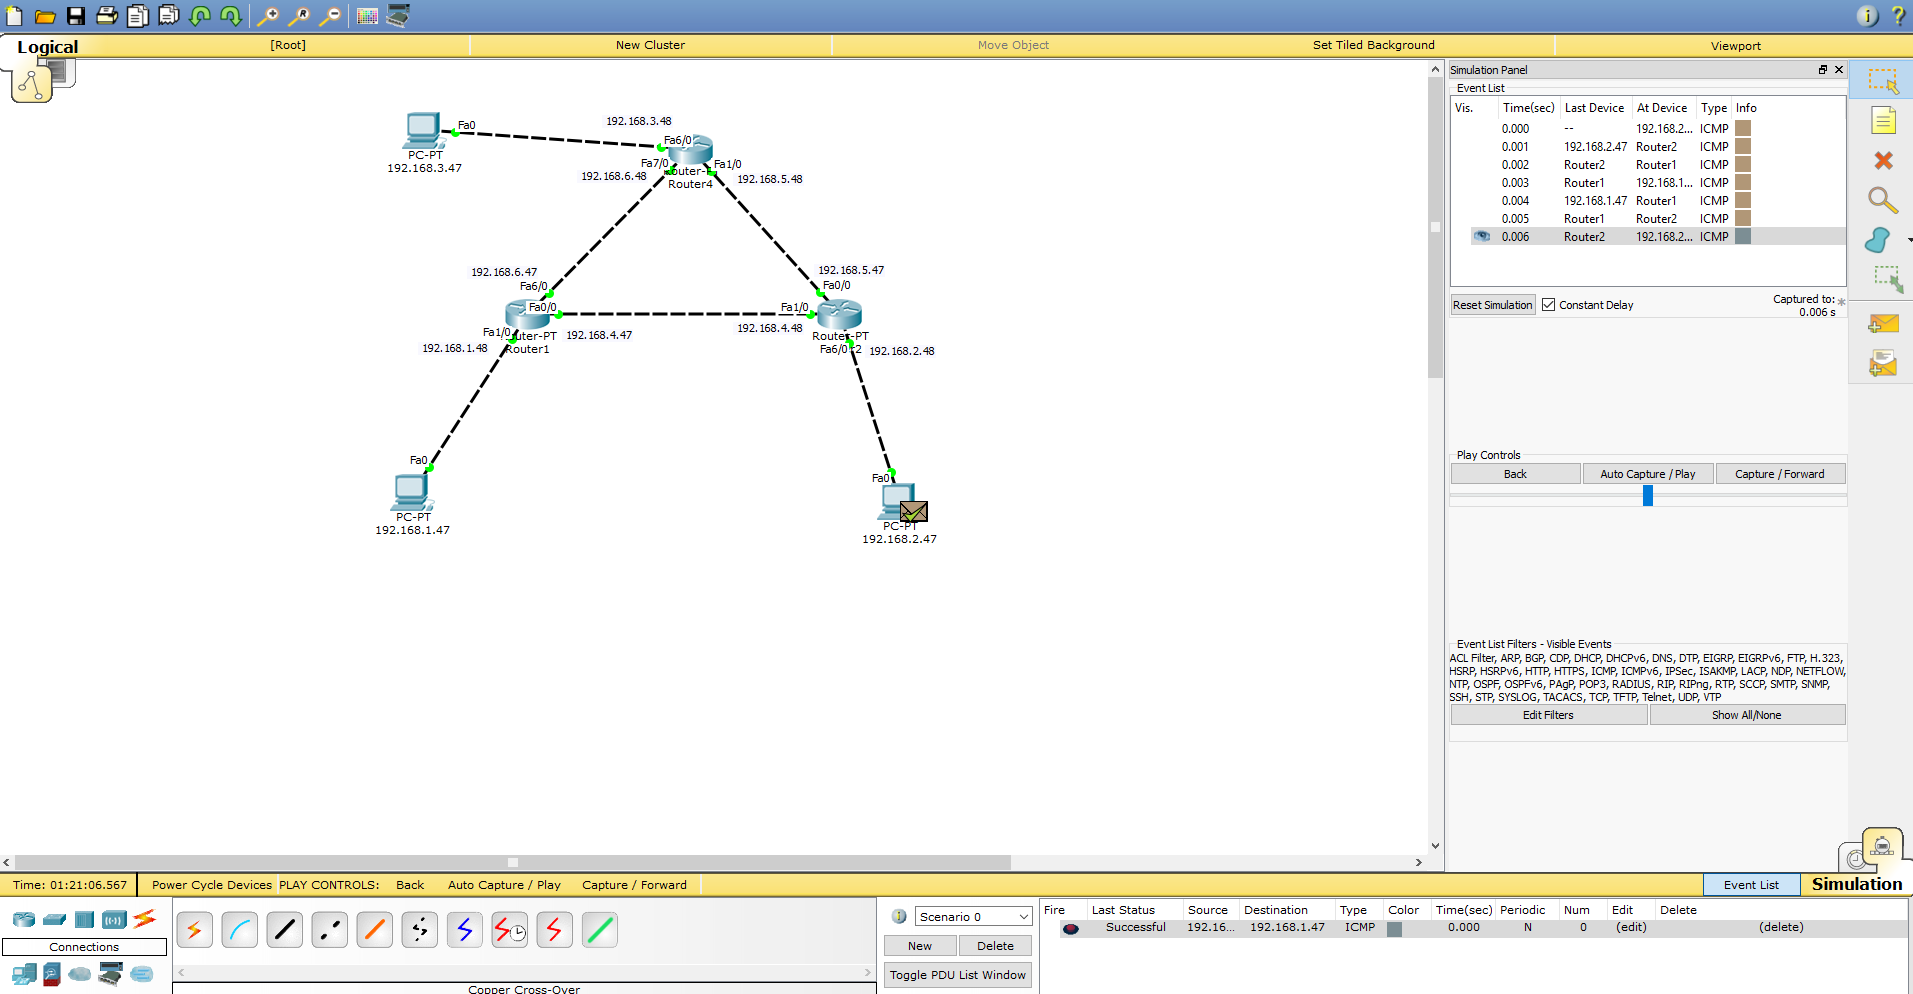 Logical
[Root]
New Cluster
Move Object
Set Tiled Background
Viewport
Fa0
PC-PT
192.168.3.47
192.168.3.48
Fa6/0
Fa7/0
192.168.6.48
Fa1/0
192.168.5.48
Router4
192.168.6.47
Fa6/0
Fa0/0
Fa1/0
192.168.1.48
Router1
192.168.4.47
192.168.5.47
Fa0/0
Fa1/0
192.168.4.48
Router-PT
Fa6/0
192.168.2.48
Fa0
PC-PT
192.168.1.47
Fa0
PC-PT
192.168.2.47
Simulation Panel
Event List
Vis. Time(sec) Last Device At Device Type Info
0.000 -- 192.168.2... ICMP
0.001 192.168.2.47 Router2 ICMP
0.002 Router2 Router1 ICMP
0.003 Router1 192.168.1... ICMP
0.004 192.168.1.47 Router1 ICMP
0.005 Router1 Router2 ICMP
0.006 Router2 192.168.2... ICMP
Reset Simulation Constant Delay
Captured to:
0.006 s
Play Controls
Back Auto Capture / Play Capture / Forward
Event List Filters - Visible Events
ACL Filter, ARP, BGP, CDP, DHCP, DHCPv6, DNS, DTP, EIGRP, EIGRPv6, FTP, H.323,
HSRP, HSRPv6, HTTP, HTTPS, ICMP, ICMPv6, IPSec, ISAKMP, LACP, NDP, NETFLOW,
NTP, OSPF, OSPFv6, PAgP, POP3, RADIUS, RIP, RIPng, RTP, SCCP, SMTP, SNMP,
SSH, STP, SYSLOG, TACACS, TCP, TFTP, Telnet, UDP, VTP
Edit Filters Show All/None
Time: 01:21:06.567 Power Cycle Devices PLAY CONTROLS: Back Auto Capture / Play Capture / Forward
Event List Simulation
Connections
Copper Cross-Over
Scenario 0
New Delete
Toggle PDU List Window
Fire Last Status Source Destination Type Color Time(sec) Periodic Num Edit Delete
Successful 192.16... 192.168.1.47 ICMP 0.000 N 0 (edit) (delete)